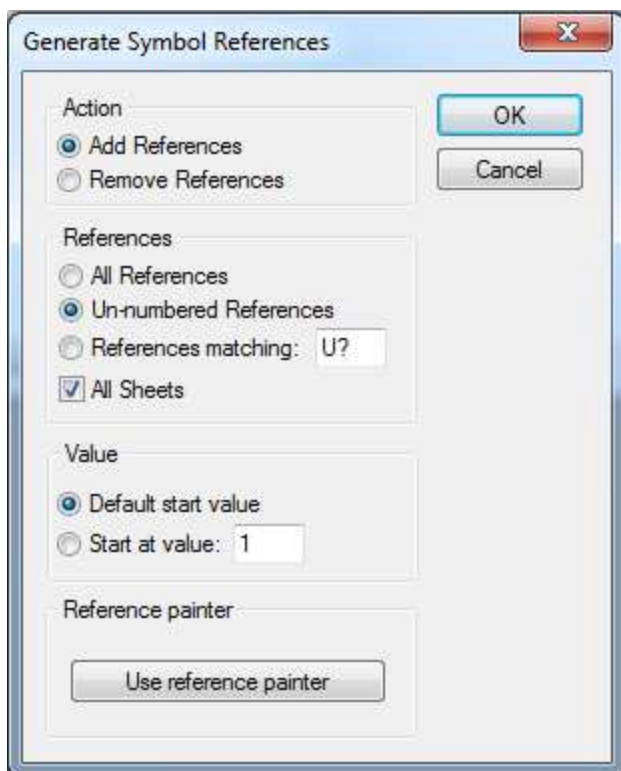 Generate Symbol References
Action
Add References
Remove References
OK
Cancel
References
All References
Un-numbered References
References matching: U?
All Sheets
Value
Default start value
Start at value: 1
Reference painter
Use reference painter